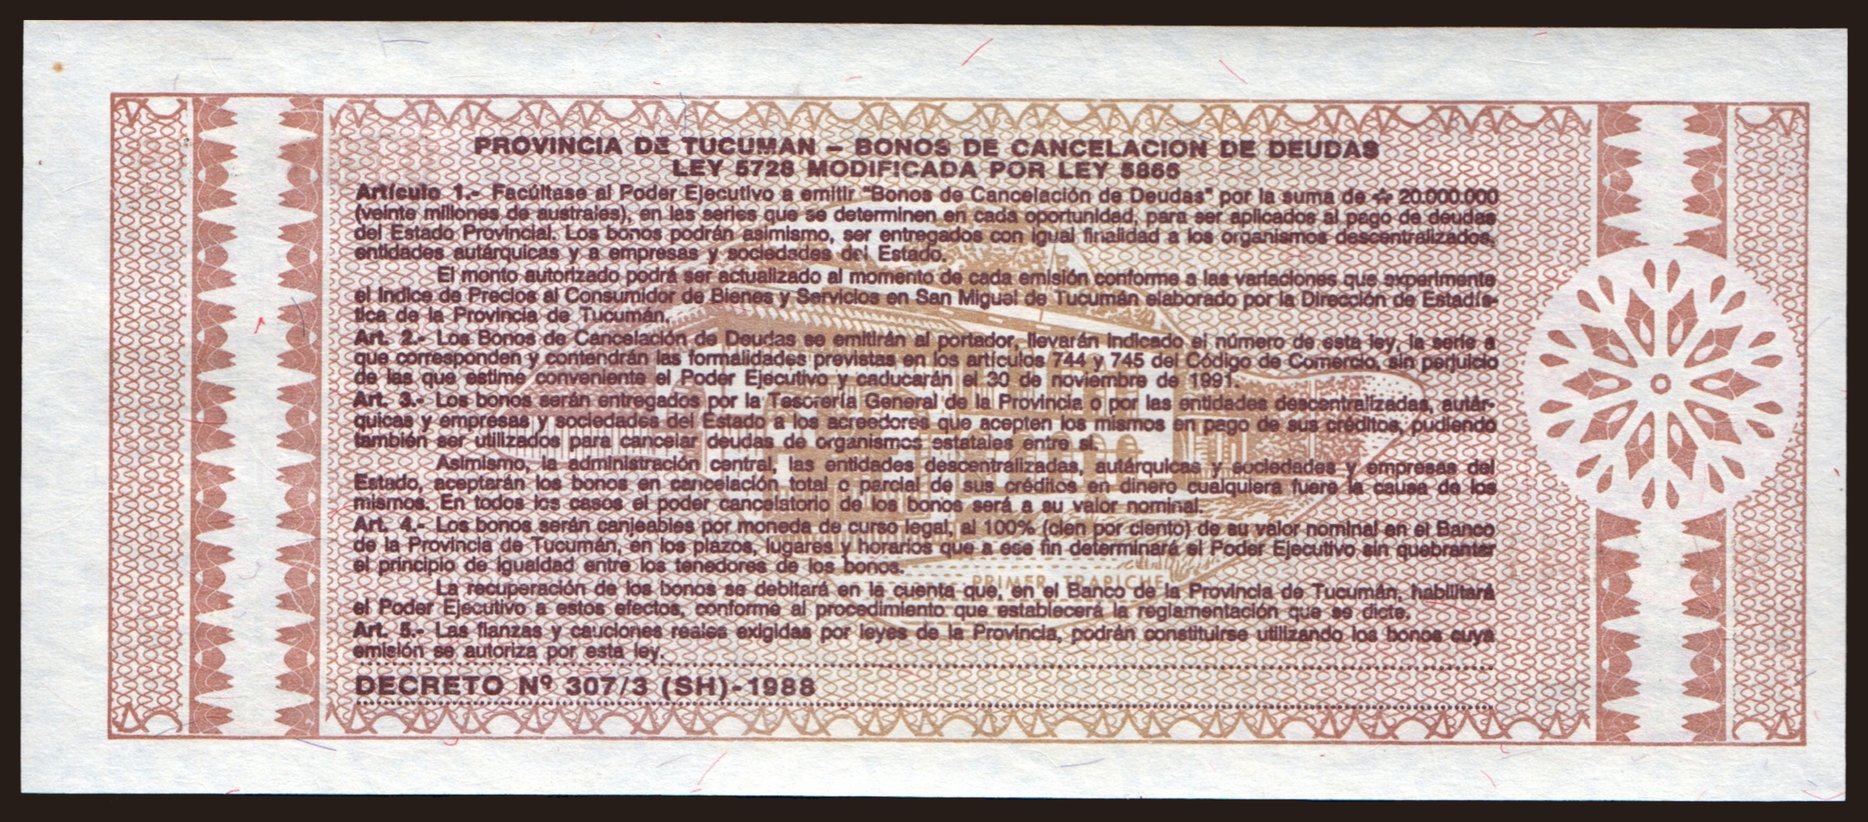 PROVINCIA DE TUCUMAN – BONOS DE CANCELACION DE DEUDAS
LEY 5728 MODIFICADA POR LEY 5865
Artículo 1.- Facúltase al Poder Ejecutivo a emitir "Bonos de Cancelación de Deudas" por la suma de ₳ 20.000.000
(veinte millones de australes), en las series que se determinen en cada oportunidad, para ser aplicados al pago de deudas
del Estado Provincial. Los bonos podrán asimismo, ser entregados con igual finalidad a los organismos descentralizados,
entidades autárquicas y a empresas y sociedades del Estado.
El monto autorizado podrá ser actualizado al momento de cada emisión conforme a las variaciones que experimente
el Indice de Precios al Consumidor de Bienes y Servicios en San Miguel de Tucumán elaborado por la Dirección de Estadís-
tica de la Provincia de Tucumán.
Art. 2.- Los Bonos de Cancelación de Deudas se emitirán al portador, llevarán indicado el número de esta ley, la serie a
que corresponden y contendrán las formalidades previstas en los artículos 744 y 745 del Código de Comercio, sin perjuicio
de las que estime conveniente el Poder Ejecutivo y caducarán el 30 de noviembre de 1991.
Art. 3.- Los bonos serán entregados por la Tesorería General de la Provincia o por las entidades descentralizadas, autár-
quicas y empresas y sociedades del Estado a los acreedores que acepten los mismos en pago de sus créditos, pudiendo
también ser utilizados para cancelar deudas de organismos estatales entre sí.
Asimismo, la administración central, las entidades descentralizadas, autárquicas y sociedades y empresas del
Estado, aceptarán los bonos en cancelación total o parcial de sus créditos en dinero cualquiera fuere la causa de los
mismos. En todos los casos el poder cancelatorio de los bonos será a su valor nominal.
Art. 4.- Los bonos serán canjeables por moneda de curso legal, al 100% (cien por ciento) de su valor nominal en el Banco
de la Provincia de Tucumán, en los plazos, lugares y horarios que a ese fin determinará el Poder Ejecutivo sin quebrantar
el principio de igualdad entre los tenedores de los bonos.
PRIMER TRAPICHE
La recuperación de los bonos se debitará en la cuenta que, en el Banco de la Provincia de Tucumán, habilitará
el Poder Ejecutivo a estos efectos, conforme al procedimiento que establecerá la reglamentación que se dicte.
Art. 5.- Las fianzas y cauciones reales exigidas por leyes de la Provincia, podrán constituirse utilizando los bonos cuya
emisión se autoriza por esta ley.
DECRETO Nº 307/3 (SH)-1988